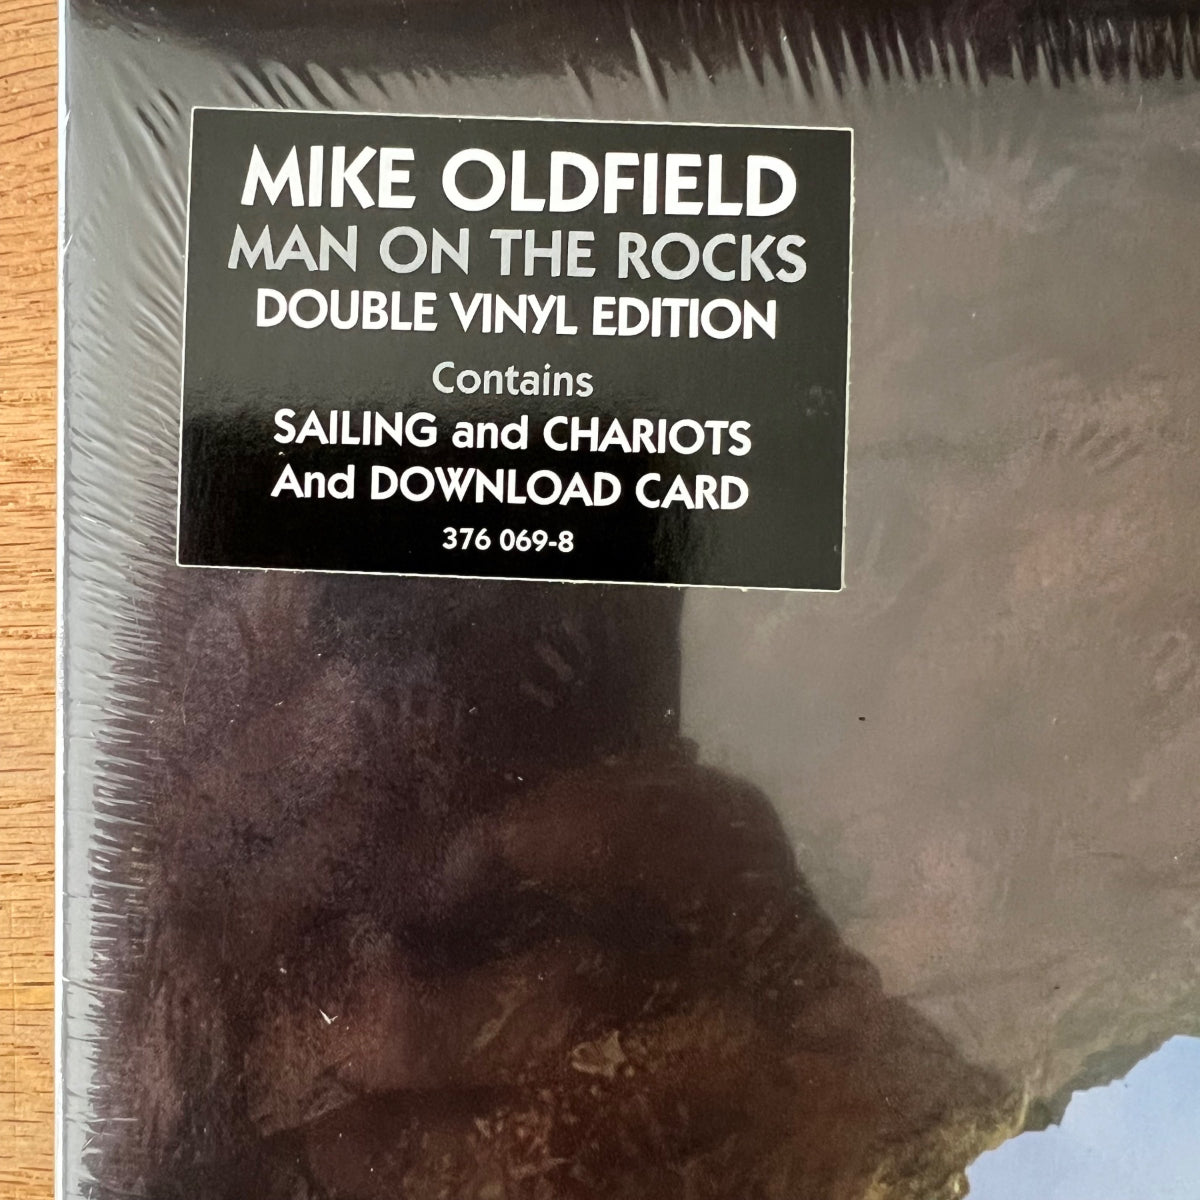 MIKE OLDFIELD
MAN ON THE ROCKS
DOUBLE VINYL EDITION
Contains
SAILING and CHARIOTS
And DOWNLOAD CARD
376 069-8